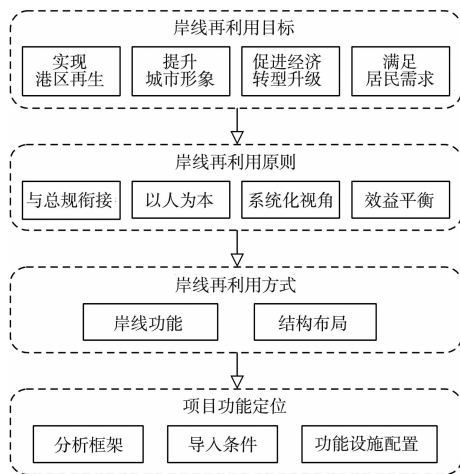 岸线再利用目标
实现 提升 促进经济 满足
港区再生 城市形象 转型升级 居民需求
岸线再利用原则
与总规衔接 以人为本 系统化视角 效益平衡
岸线再利用方式
岸线功能 结构布局
项目功能定位
分析框架 导入条件 功能设施配置